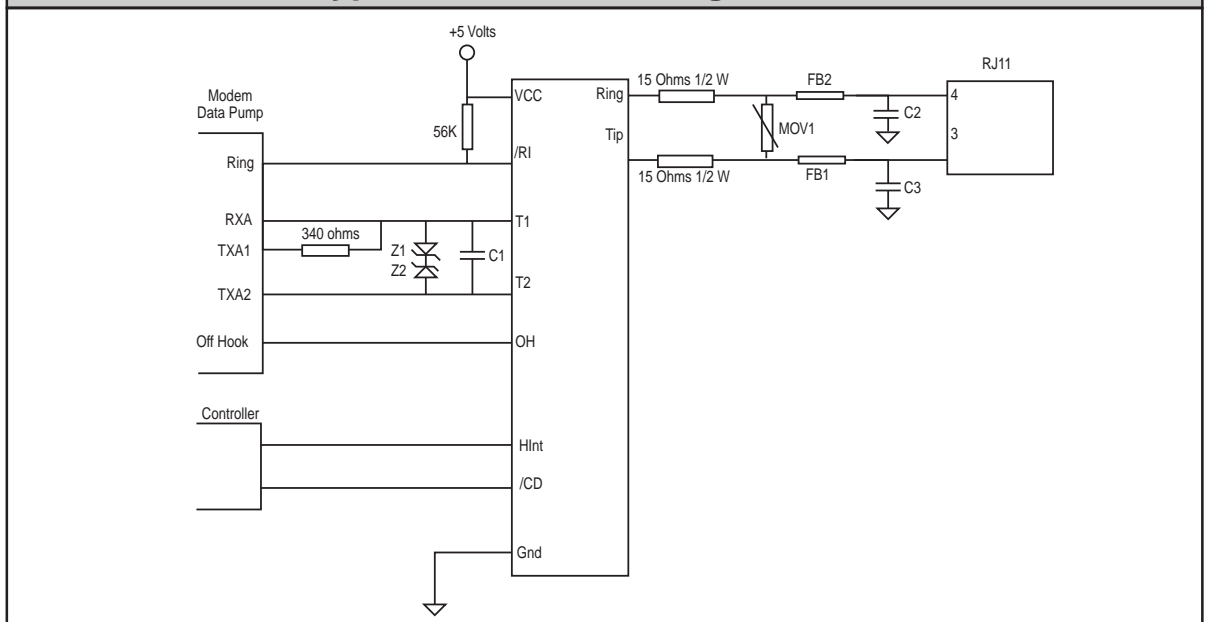 +5 Volts
Modem
Data Pump
Ring
RXA
TXA1
TXA2
Off Hook
340 ohms
56K
Z1
Z2
C1
Controller
VCC
/RI
T1
T2
OH
HInt
/CD
Gnd
Ring
Tip
15 Ohms 1/2 W
15 Ohms 1/2 W
MOV1
FB2
FB1
C2
C3
RJ11
4
3